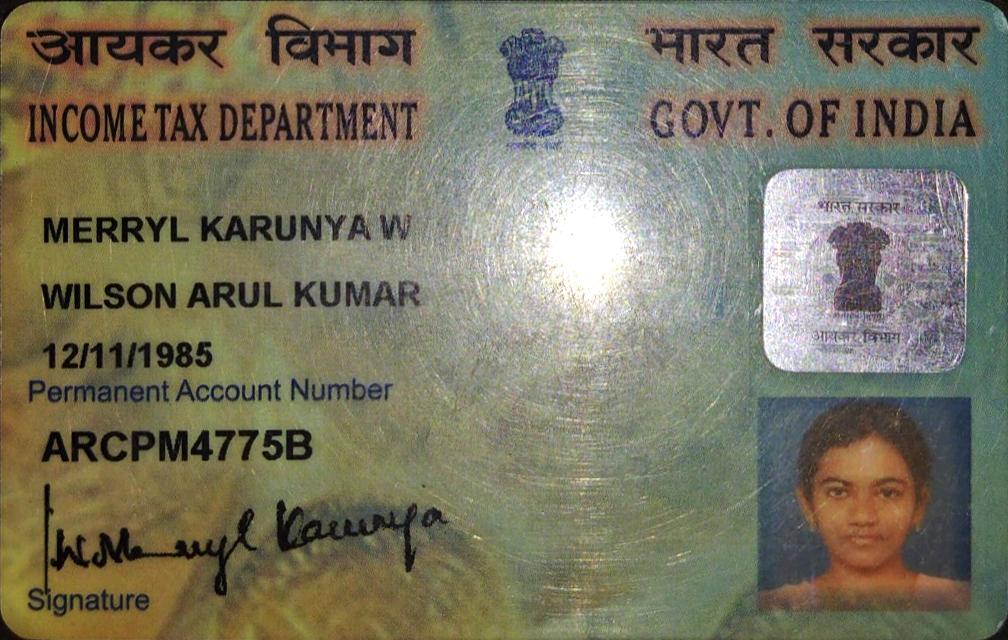 आयकर विभाग
INCOME TAX DEPARTMENT
भारत सरकार
GOVT. OF INDIA
MERRYL KARUNYA W
WILSON ARUL KUMAR
12/11/1985
Permanent Account Number
ARCPM4775B
W. Merryl Karunya
Signature
भारत सरकार
आयकर विभाग